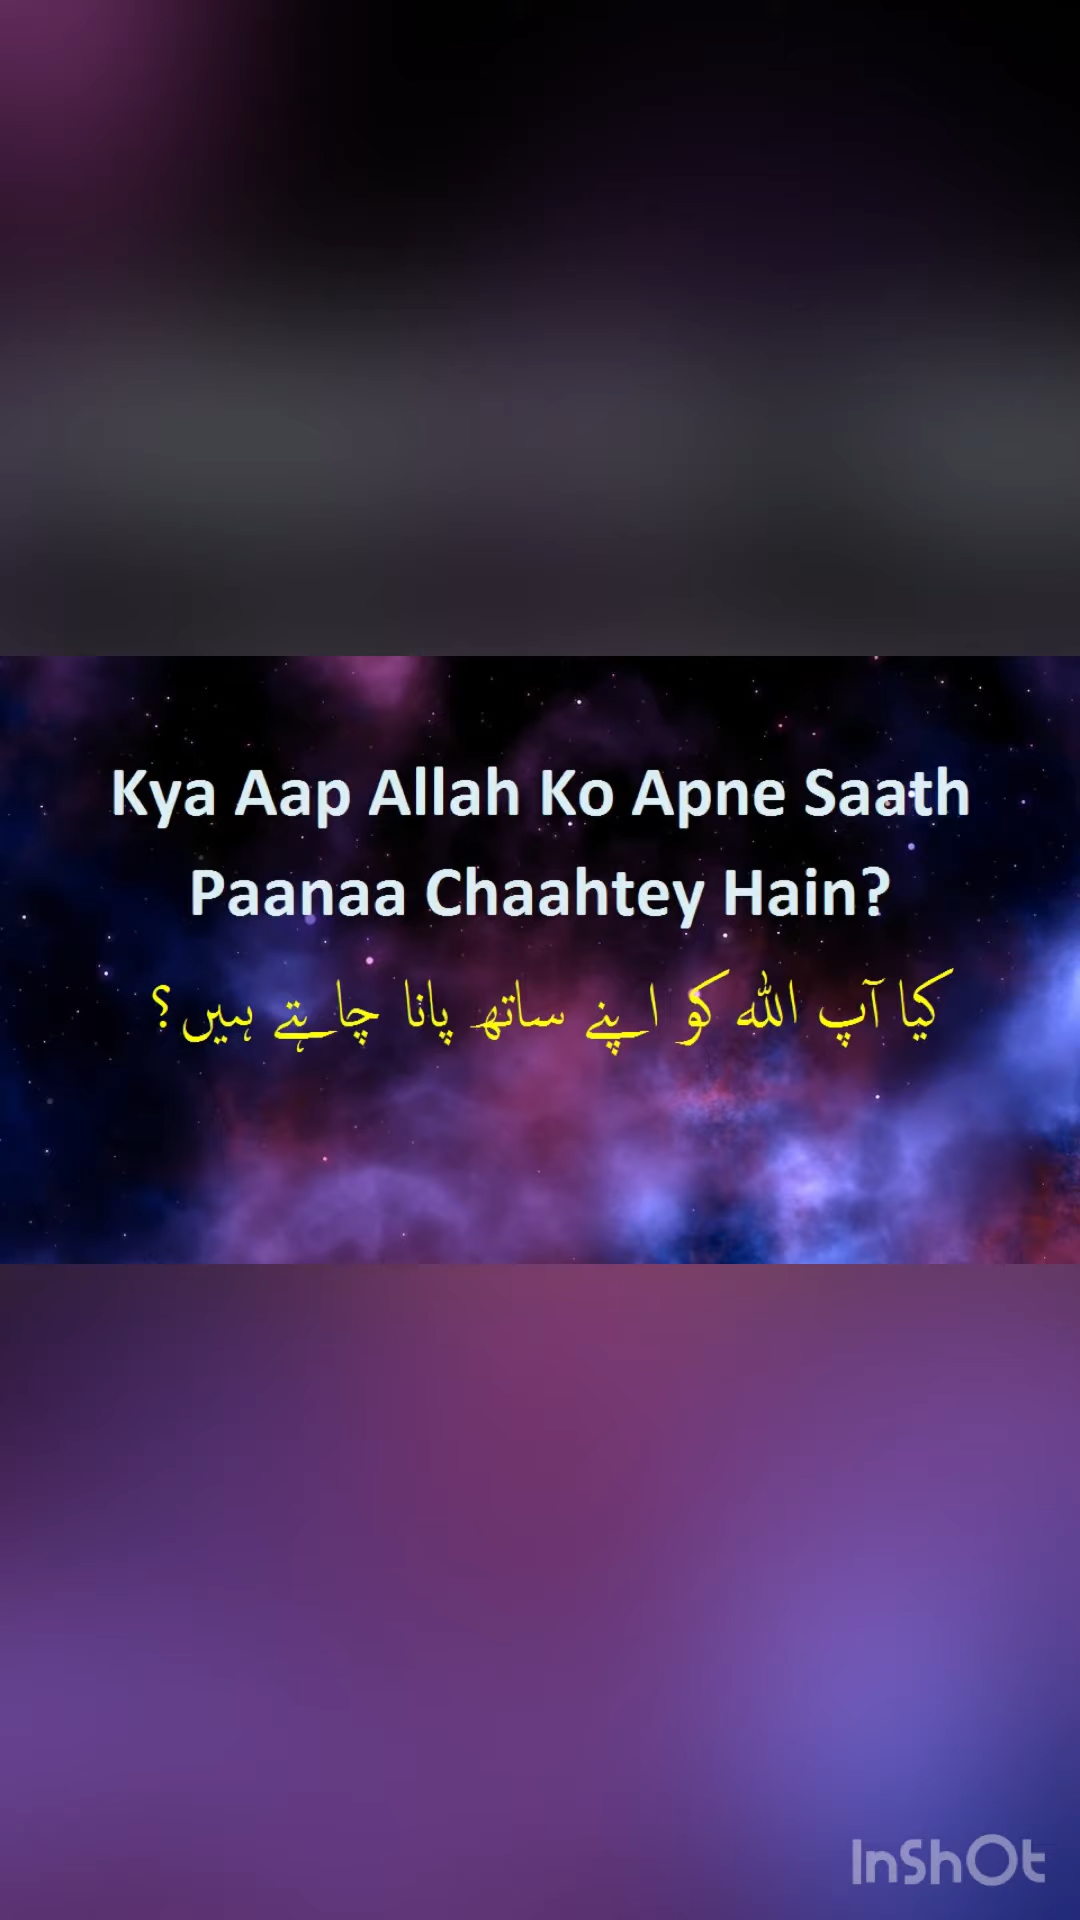 Kya Aap Allah Ko Apne Saath
Paanaa Chaahtey Hain?
کیا آپ اللہ کو اپنے ساتھ پانا چاہتے ہیں؟
InShOt